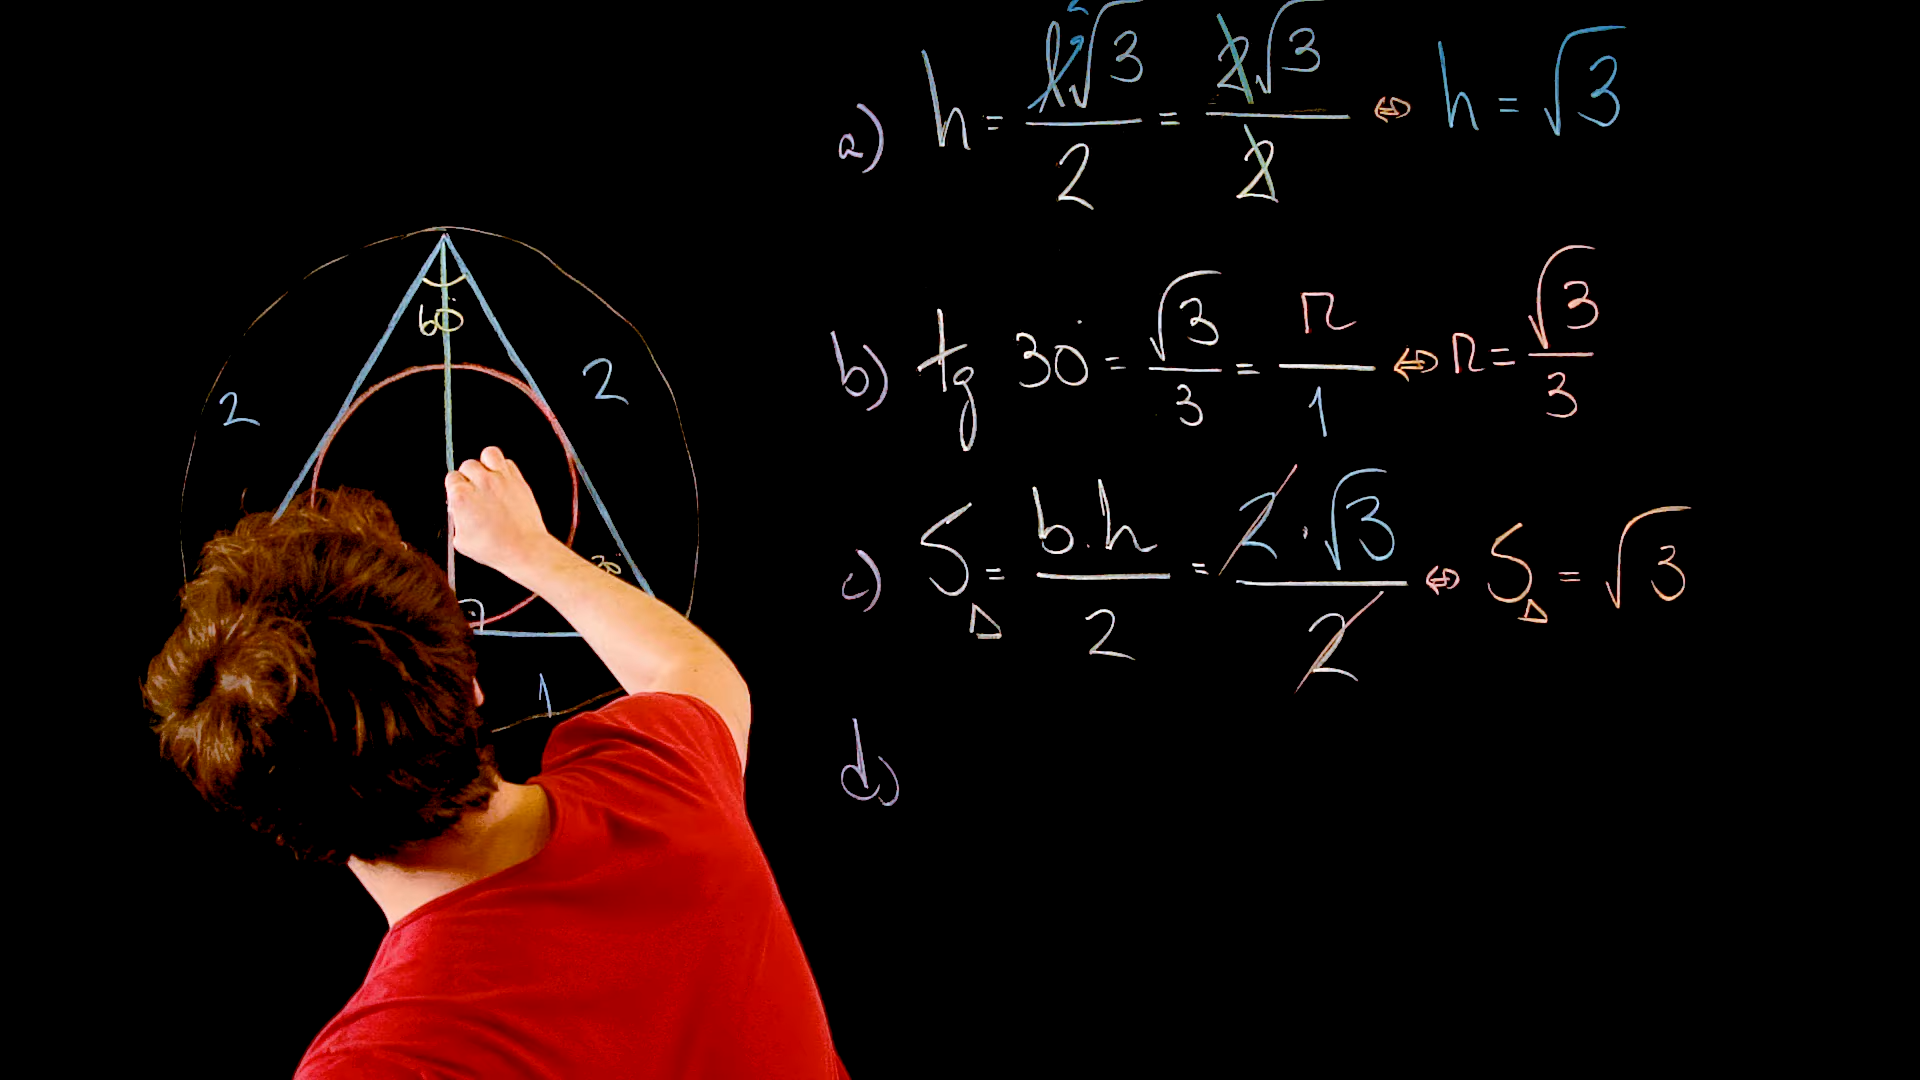 a) h = l√3/2 = 2√3/2 ⇔ h = √3
60°
2
2
b) tg 30° = √3/3 = r/1 ⇔ r = √3/3
30°
c) S△ = b.h/2 = 2·√3/2 ⇔ S△ = √3
1
d)